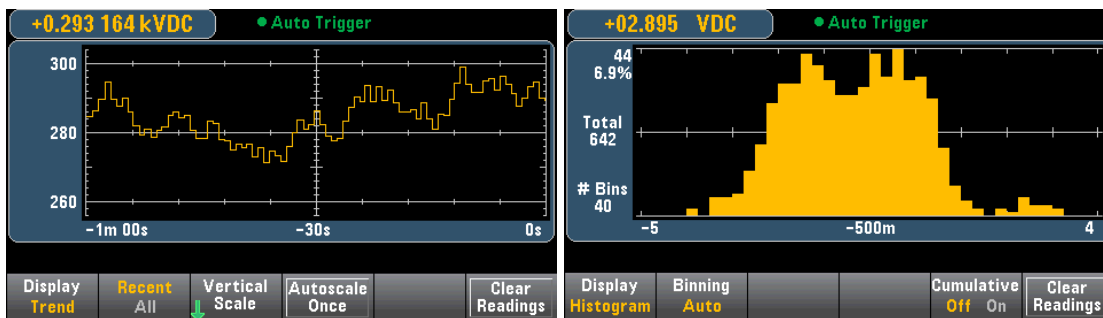 +0.293 164 kVDC
Auto Trigger
300
280
260
-1m 00s
-30s
0s
Display
Trend
Recent
All
Vertical
Scale
Autoscale
Once
Clear
Readings
+02.895 VDC
Auto Trigger
44
6.9%
Total
642
# Bins
40
-5
-500m
4
Display
Histogram
Binning
Auto
Cumulative
Off On
Clear
Readings